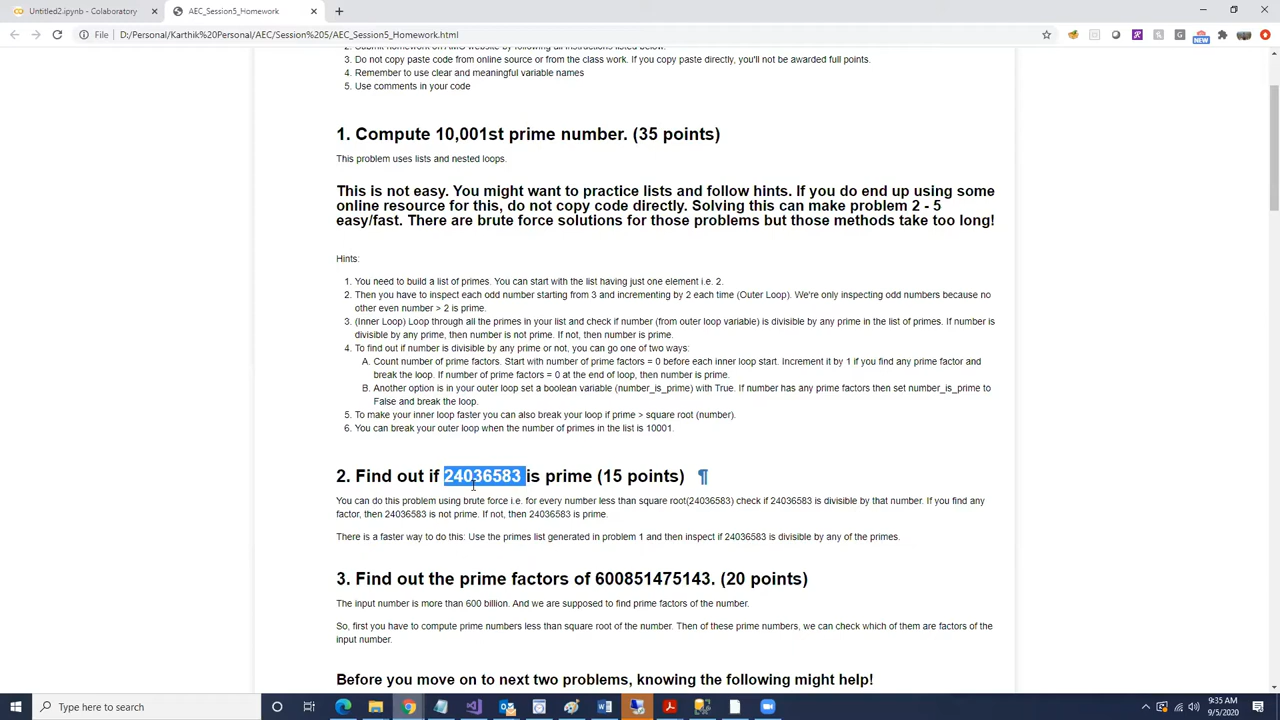 Untitled2.ipynb - Colaboratory
AEC_Session5_Homework
File
D:/Personal/Karthik%20Personal/AEC/Session%205/AEC_Session5_Homework.html
NEW
3. Do not copy paste code from online source or from the class work. If you copy paste directly, you'll not be awarded full points.
4. Remember to use clear and meaningful variable names
5. Use comments in your code
1. Compute 10,001st prime number. (35 points)
This problem uses lists and nested loops.
This is not easy. You might want to practice lists and follow hints. If you do end up using some
online resource for this, do not copy code directly. Solving this can make problem 2 - 5
easy/fast. There are brute force solutions for those problems but those methods take too long!
Hints:
1. You need to build a list of primes. You can start with the list having just one element i.e. 2.
2. Then you have to inspect each odd number starting from 3 and incrementing by 2 each time (Outer Loop). We're only inspecting odd numbers because no
other even number > 2 is prime.
3. (Inner Loop) Loop through all the primes in your list and check if number (from outer loop variable) is divisible by any prime in the list of primes. If number is
divisible by any prime, then number is not prime. If not, then number is prime.
4. To find out if number is divisible by any prime or not, you can go one of two ways:
A. Count number of prime factors. Start with number of prime factors = 0 before each inner loop start. Increment it by 1 if you find any prime factor and
break the loop. If number of prime factors = 0 at the end of loop, then number is prime.
B. Another option is in your outer loop set a boolean variable (number_is_prime) with True. If number has any prime factors then set number_is_prime to
False and break the loop.
5. To make your inner loop faster you can also break your loop if prime > square root (number).
6. You can break your outer loop when the number of primes in the list is 10001.
2. Find out if 24036583 is prime (15 points) ¶
You can do this problem using brute force i.e. for every number less than square root(24036583) check if 24036583 is divisible by that number. If you find any
factor, then 24036583 is not prime. If not, then 24036583 is prime.
There is a faster way to do this: Use the primes list generated in problem 1 and then inspect if 24036583 is divisible by any of the primes.
3. Find out the prime factors of 600851475143. (20 points)
The input number is more than 600 billion. And we are supposed to find prime factors of the number.
So, first you have to compute prime numbers less than square root of the number. Then of these prime numbers, we can check which of them are factors of the
input number.
Before you move on to next two problems, knowing the following might help!
Type here to search
9:35 AM
9/5/2020